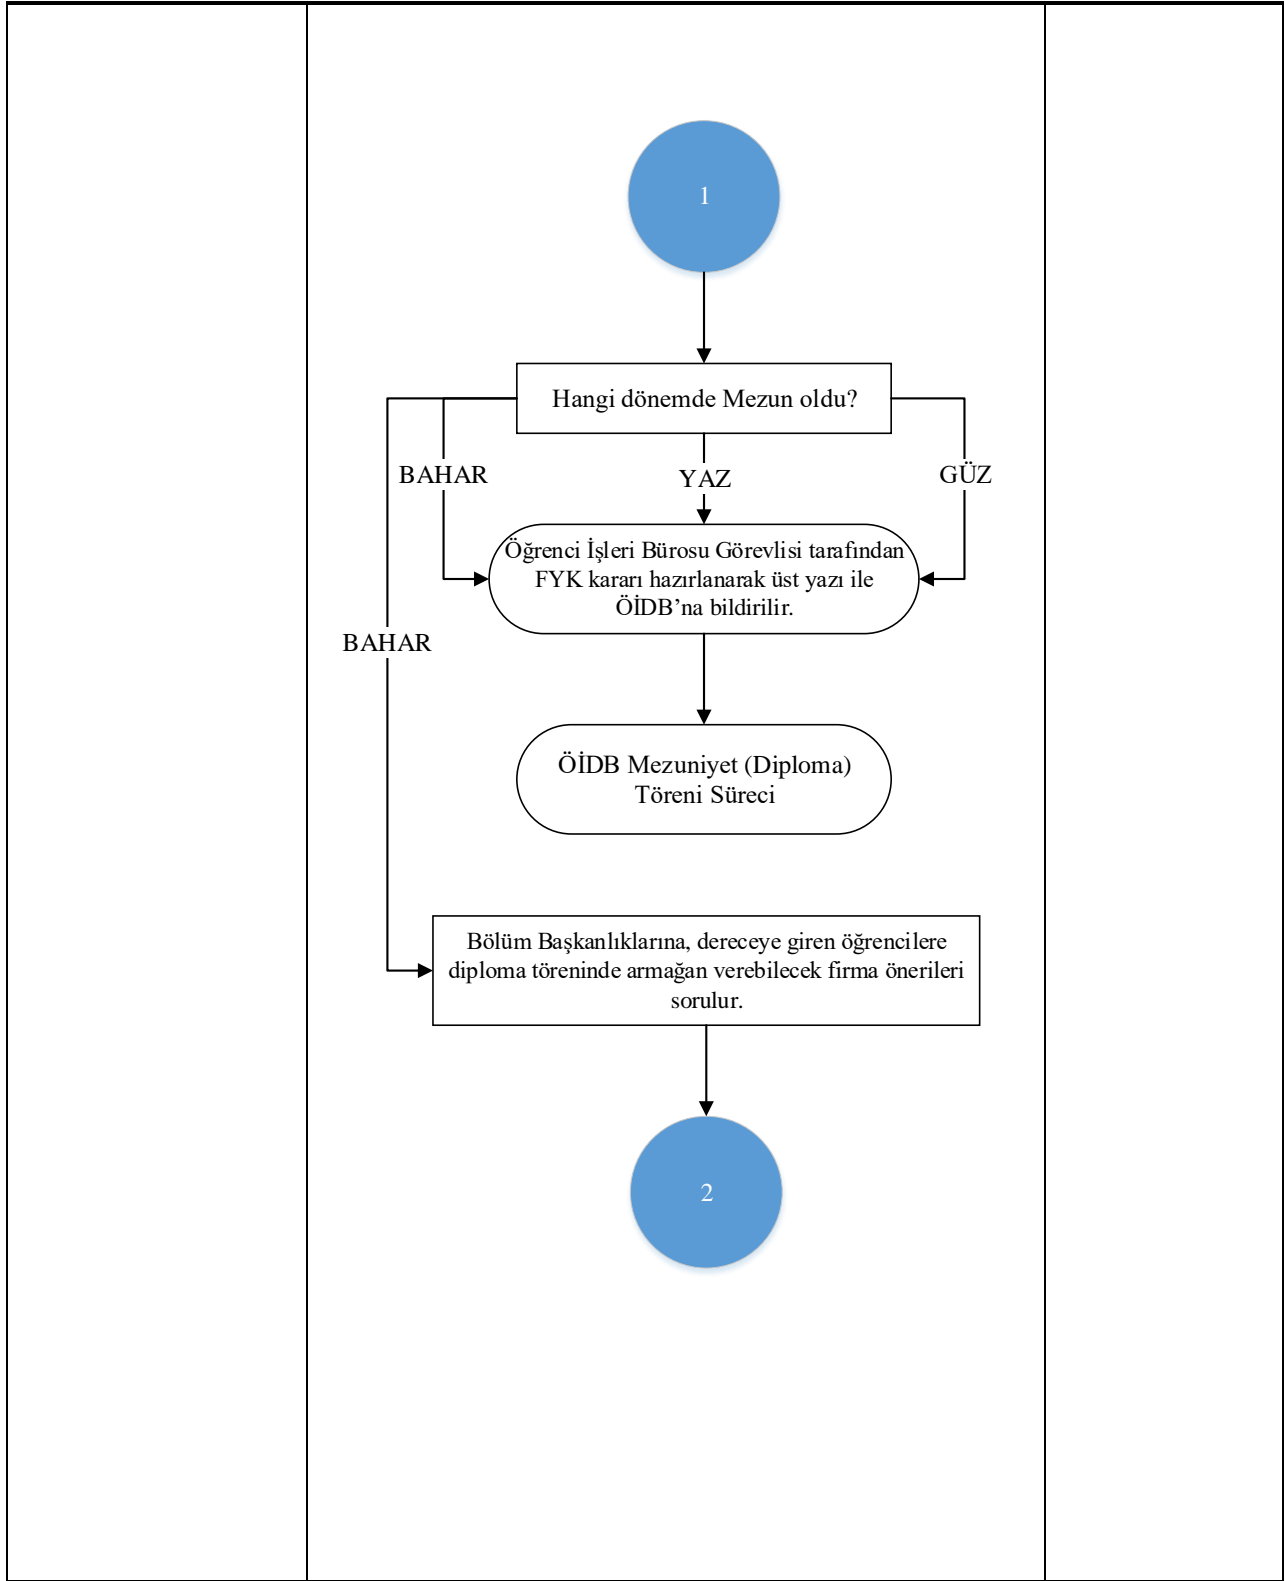 1
Hangi dönemde Mezun oldu?
BAHAR
YAZ
GÜZ
Öğrenci İşleri Bürosu Görevlisi tarafından
FYK kararı hazırlanarak üst yazı ile
ÖİDB’na bildirilir.
BAHAR
ÖİDB Mezuniyet (Diploma)
Töreni Süreci
Bölüm Başkanlıklarına, dereceye giren öğrencilere
diploma töreninde armağan verebilecek firma önerileri
sorulur.
2